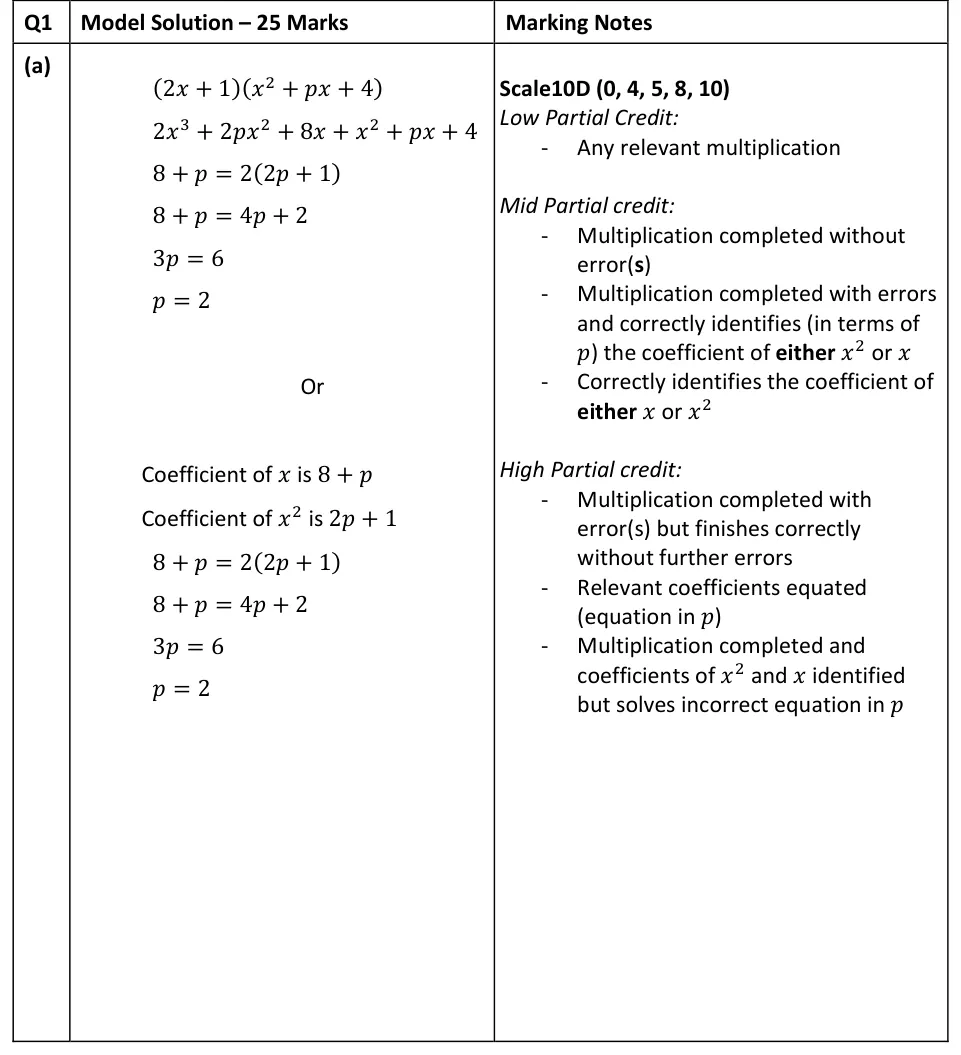 Q1 Model Solution – 25 Marks Marking Notes
(a)
(2𝑥 + 1)(𝑥² + 𝑝𝑥 + 4)
2𝑥³ + 2𝑝𝑥² + 8𝑥 + 𝑥² + 𝑝𝑥 + 4
8 + 𝑝 = 2(2𝑝 + 1)
8 + 𝑝 = 4𝑝 + 2
3𝑝 = 6
𝑝 = 2
Or
Coefficient of 𝑥 is 8 + 𝑝
Coefficient of 𝑥² is 2𝑝 + 1
8 + 𝑝 = 2(2𝑝 + 1)
8 + 𝑝 = 4𝑝 + 2
3𝑝 = 6
𝑝 = 2
Scale10D (0, 4, 5, 8, 10)
Low Partial Credit:
- Any relevant multiplication
Mid Partial credit:
- Multiplication completed without
error(s)
- Multiplication completed with errors
and correctly identifies (in terms of
𝑝) the coefficient of either 𝑥² or 𝑥
- Correctly identifies the coefficient of
either 𝑥 or 𝑥²
High Partial credit:
- Multiplication completed with
error(s) but finishes correctly
without further errors
- Relevant coefficients equated
(equation in 𝑝)
- Multiplication completed and
coefficients of 𝑥² and 𝑥 identified
but solves incorrect equation in 𝑝